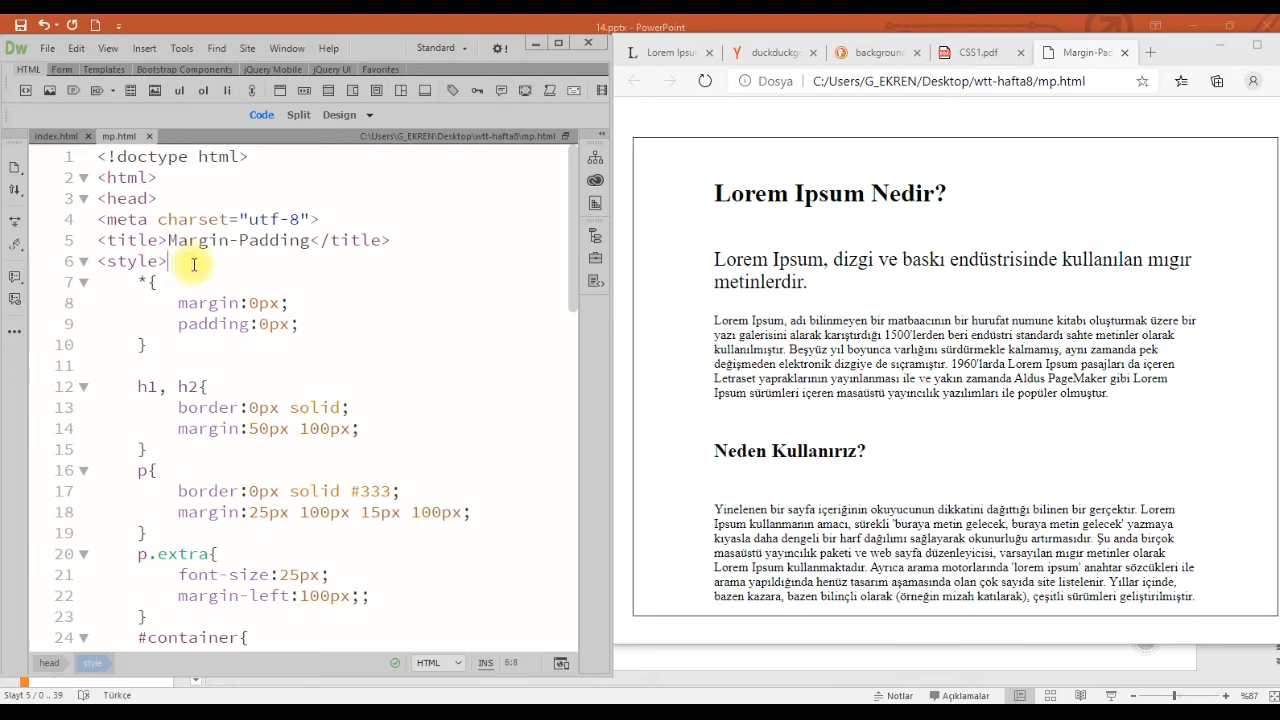 14.pptx - PowerPoint
Dw File Edit View Insert Tools Find Site Window Help Standard
HTML Form Templates Bootstrap Components jQuery Mobile jQuery UI Favorites
Code Split Design
index.html mp.html C:\Users\G_EKREN\Desktop\wtt-hafta8\mp.html
1 <!doctype html>
2 <html>
3 <head>
4 <meta charset="utf-8">
5 <title>Margin-Padding</title>
6 <style>
7 *{
8 margin:0px;
9 padding:0px;
10 }
11
12 h1, h2{
13 border:0px solid;
14 margin:50px 100px;
15 }
16 p{
17 border:0px solid #333;
18 margin:25px 100px 15px 100px;
19 }
20 p.extra{
21 font-size:25px;
22 margin-left:100px;;
23 }
24 #container{
head style HTML INS 6:8
Lorem Ipsu duckduckg background CSS1.pdf Margin-Pad
Dosya C:/Users/G_EKREN/Desktop/wtt-hafta8/mp.html
Lorem Ipsum Nedir?
Lorem Ipsum, dizgi ve baskı endüstrisinde kullanılan mıgır
metinlerdir.
Lorem Ipsum, adı bilinmeyen bir matbaacının bir hurufat numune kitabı oluşturmak üzere bir
yazı galerisini alarak karıştırdığı 1500'lerden beri endüstri standardı sahte metinler olarak
kullanılmıştır. Beşyüz yıl boyunca varlığını sürdürmekle kalmamış, aynı zamanda pek
değişmeden elektronik dizgiye de sıçramıştır. 1960'larda Lorem Ipsum pasajları da içeren
Letraset yapraklarının yayınlanması ile ve yakın zamanda Aldus PageMaker gibi Lorem
Ipsum sürümleri içeren masaüstü yayıncılık yazılımları ile popüler olmuştur.
Neden Kullanırız?
Yinelenen bir sayfa içeriğinin okuyucunun dikkatini dağıttığı bilinen bir gerçektir. Lorem
Ipsum kullanmanın amacı, sürekli 'buraya metin gelecek, buraya metin gelecek' yazmaya
kıyasla daha dengeli bir harf dağılımı sağlayarak okunurluğu artırmasıdır. Şu anda birçok
masaüstü yayıncılık paketi ve web sayfa düzenleyicisi, varsayılan mıgır metinler olarak
Lorem Ipsum kullanmaktadır. Ayrıca arama motorlarında 'lorem ipsum' anahtar sözcükleri ile
arama yapıldığında henüz tasarım aşamasında olan çok sayıda site listelenir. Yıllar içinde,
bazen kazara, bazen bilinçli olarak (örneğin mizah katılarak), çeşitli sürümleri geliştirilmiştir.
Slayt 5 / 0 .. 39 Türkçe Notlar Açıklamalar %87